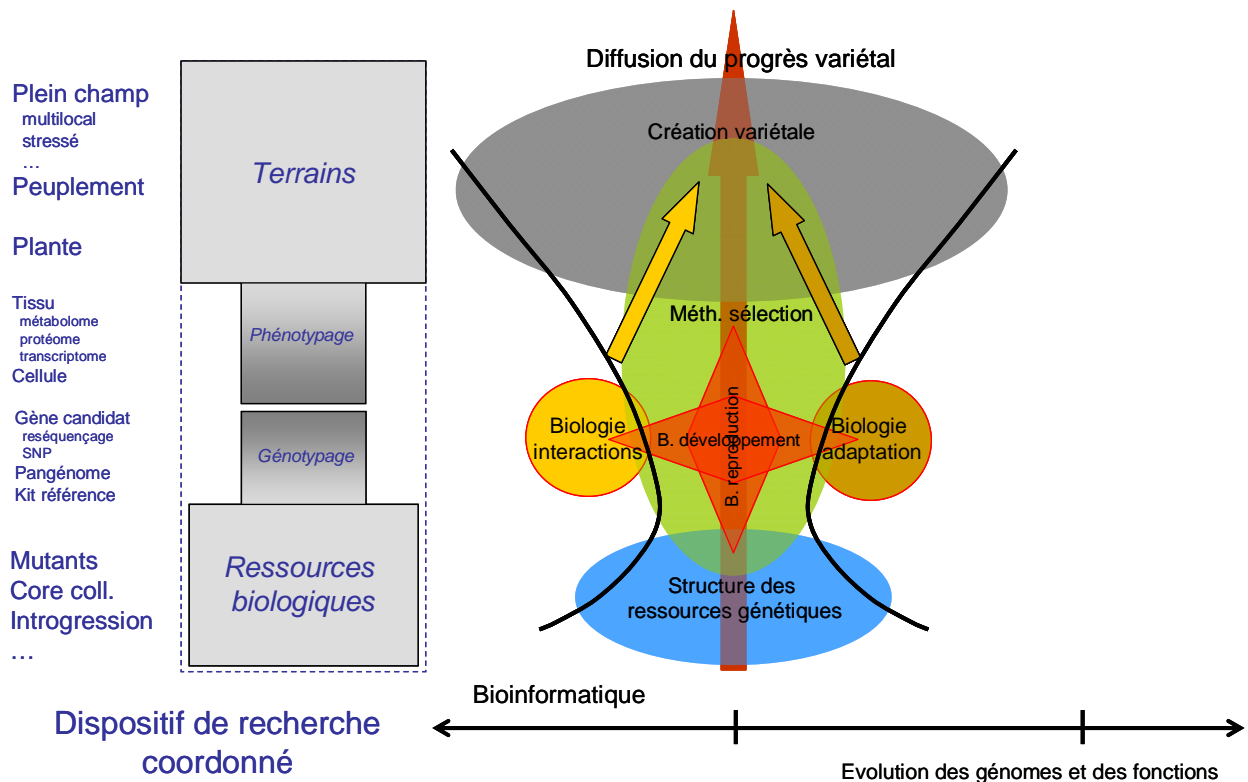 Plein champ
multilocal
stressé
...
Peuplement
Plante
Tissu
métabolome
protéome
transcriptome
Cellule
Gène candidat
reséquençage
SNP
Pangénome
Kit référence
Mutants
Core coll.
Introgression
...
Terrains
Phénotypage
Génotypage
Ressources
biologiques
Dispositif de recherche
coordonné
Diffusion du progrès variétal
Création variétale
Méth. sélection
Biologie
interactions
B. développement
B. reproduction
Biologie
adaptation
Structure des
ressources génétiques
Bioinformatique
Evolution des génomes et des fonctions